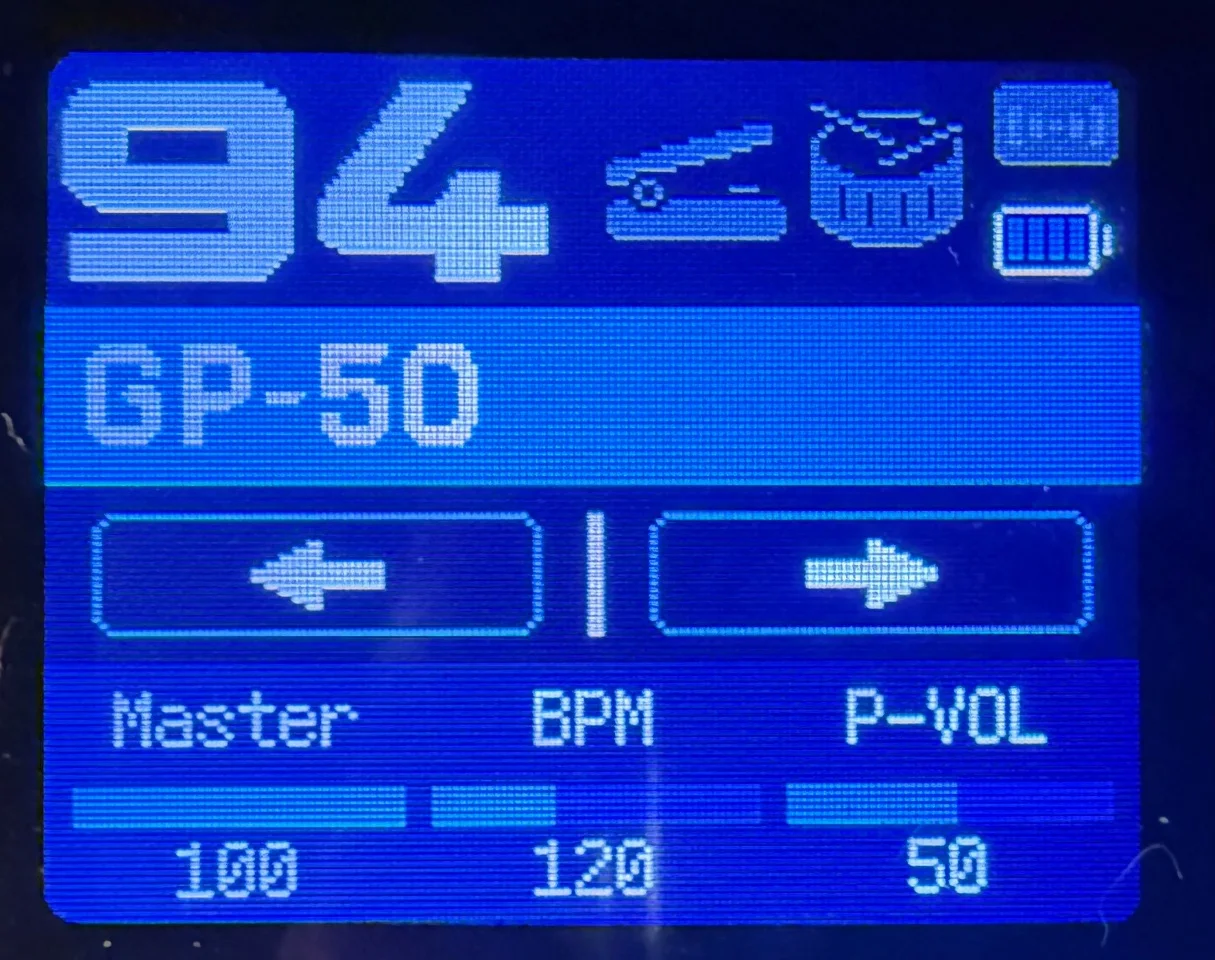 94
GP-50
Master BPM P-VOL
100 120 50